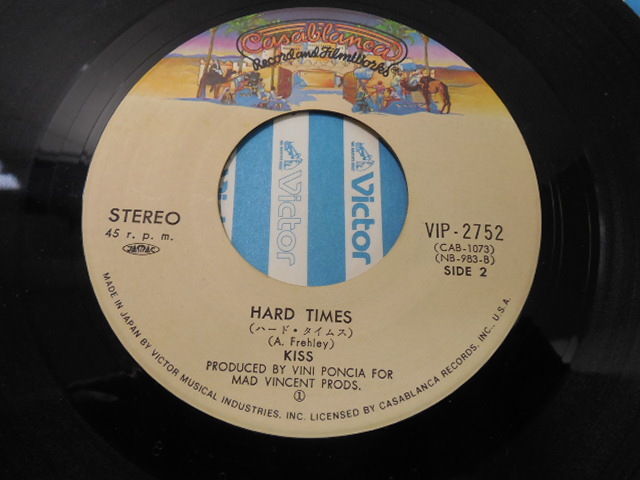 Casablanca
Record and FilmWorks
STEREO
45 r. p. m.
JASRAC
VIP-2752
(CAB-1073)
(NB-983-B)
SIDE 2
Victor
Victor
HARD TIMES
(ハード・タイムス)
(A. Frehley)
KISS
PRODUCED BY VINI PONCIA FOR
MAD VINCENT PRODS.
①
MADE IN JAPAN BY VICTOR MUSICAL INDUSTRIES, INC. LICENSED BY CASABLANCA RECORDS, INC., U.S.A.